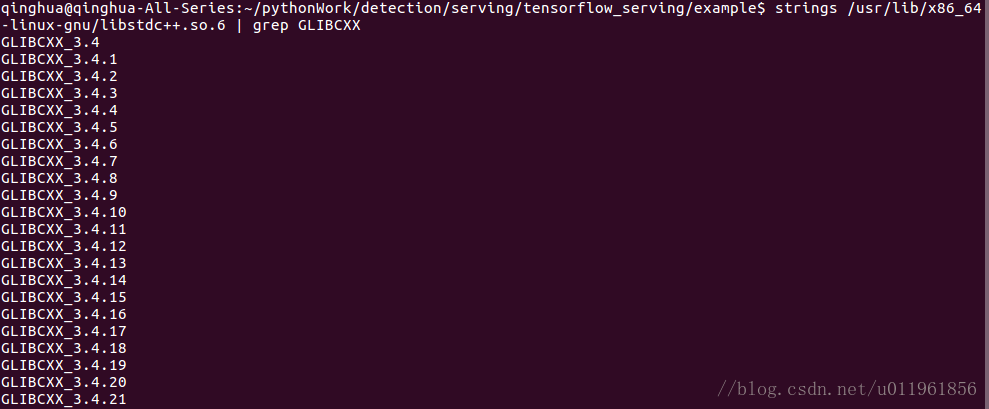 qinghua@qinghua-All-Series:~/pythonWork/detection/serving/tensorflow_serving/example$ strings /usr/lib/x86_64
-linux-gnu/libstdc++.so.6 | grep GLIBCXX
GLIBCXX_3.4
GLIBCXX_3.4.1
GLIBCXX_3.4.2
GLIBCXX_3.4.3
GLIBCXX_3.4.4
GLIBCXX_3.4.5
GLIBCXX_3.4.6
GLIBCXX_3.4.7
GLIBCXX_3.4.8
GLIBCXX_3.4.9
GLIBCXX_3.4.10
GLIBCXX_3.4.11
GLIBCXX_3.4.12
GLIBCXX_3.4.13
GLIBCXX_3.4.14
GLIBCXX_3.4.15
GLIBCXX_3.4.16
GLIBCXX_3.4.17
GLIBCXX_3.4.18
GLIBCXX_3.4.19
GLIBCXX_3.4.20
GLIBCXX_3.4.21
//blog.csdn.net/u011961856